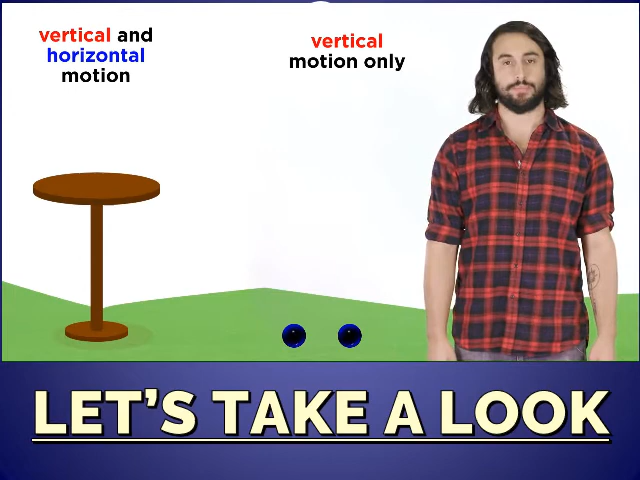 vertical and
horizontal
motion
vertical
motion only
LET'S TAKE A LOOK